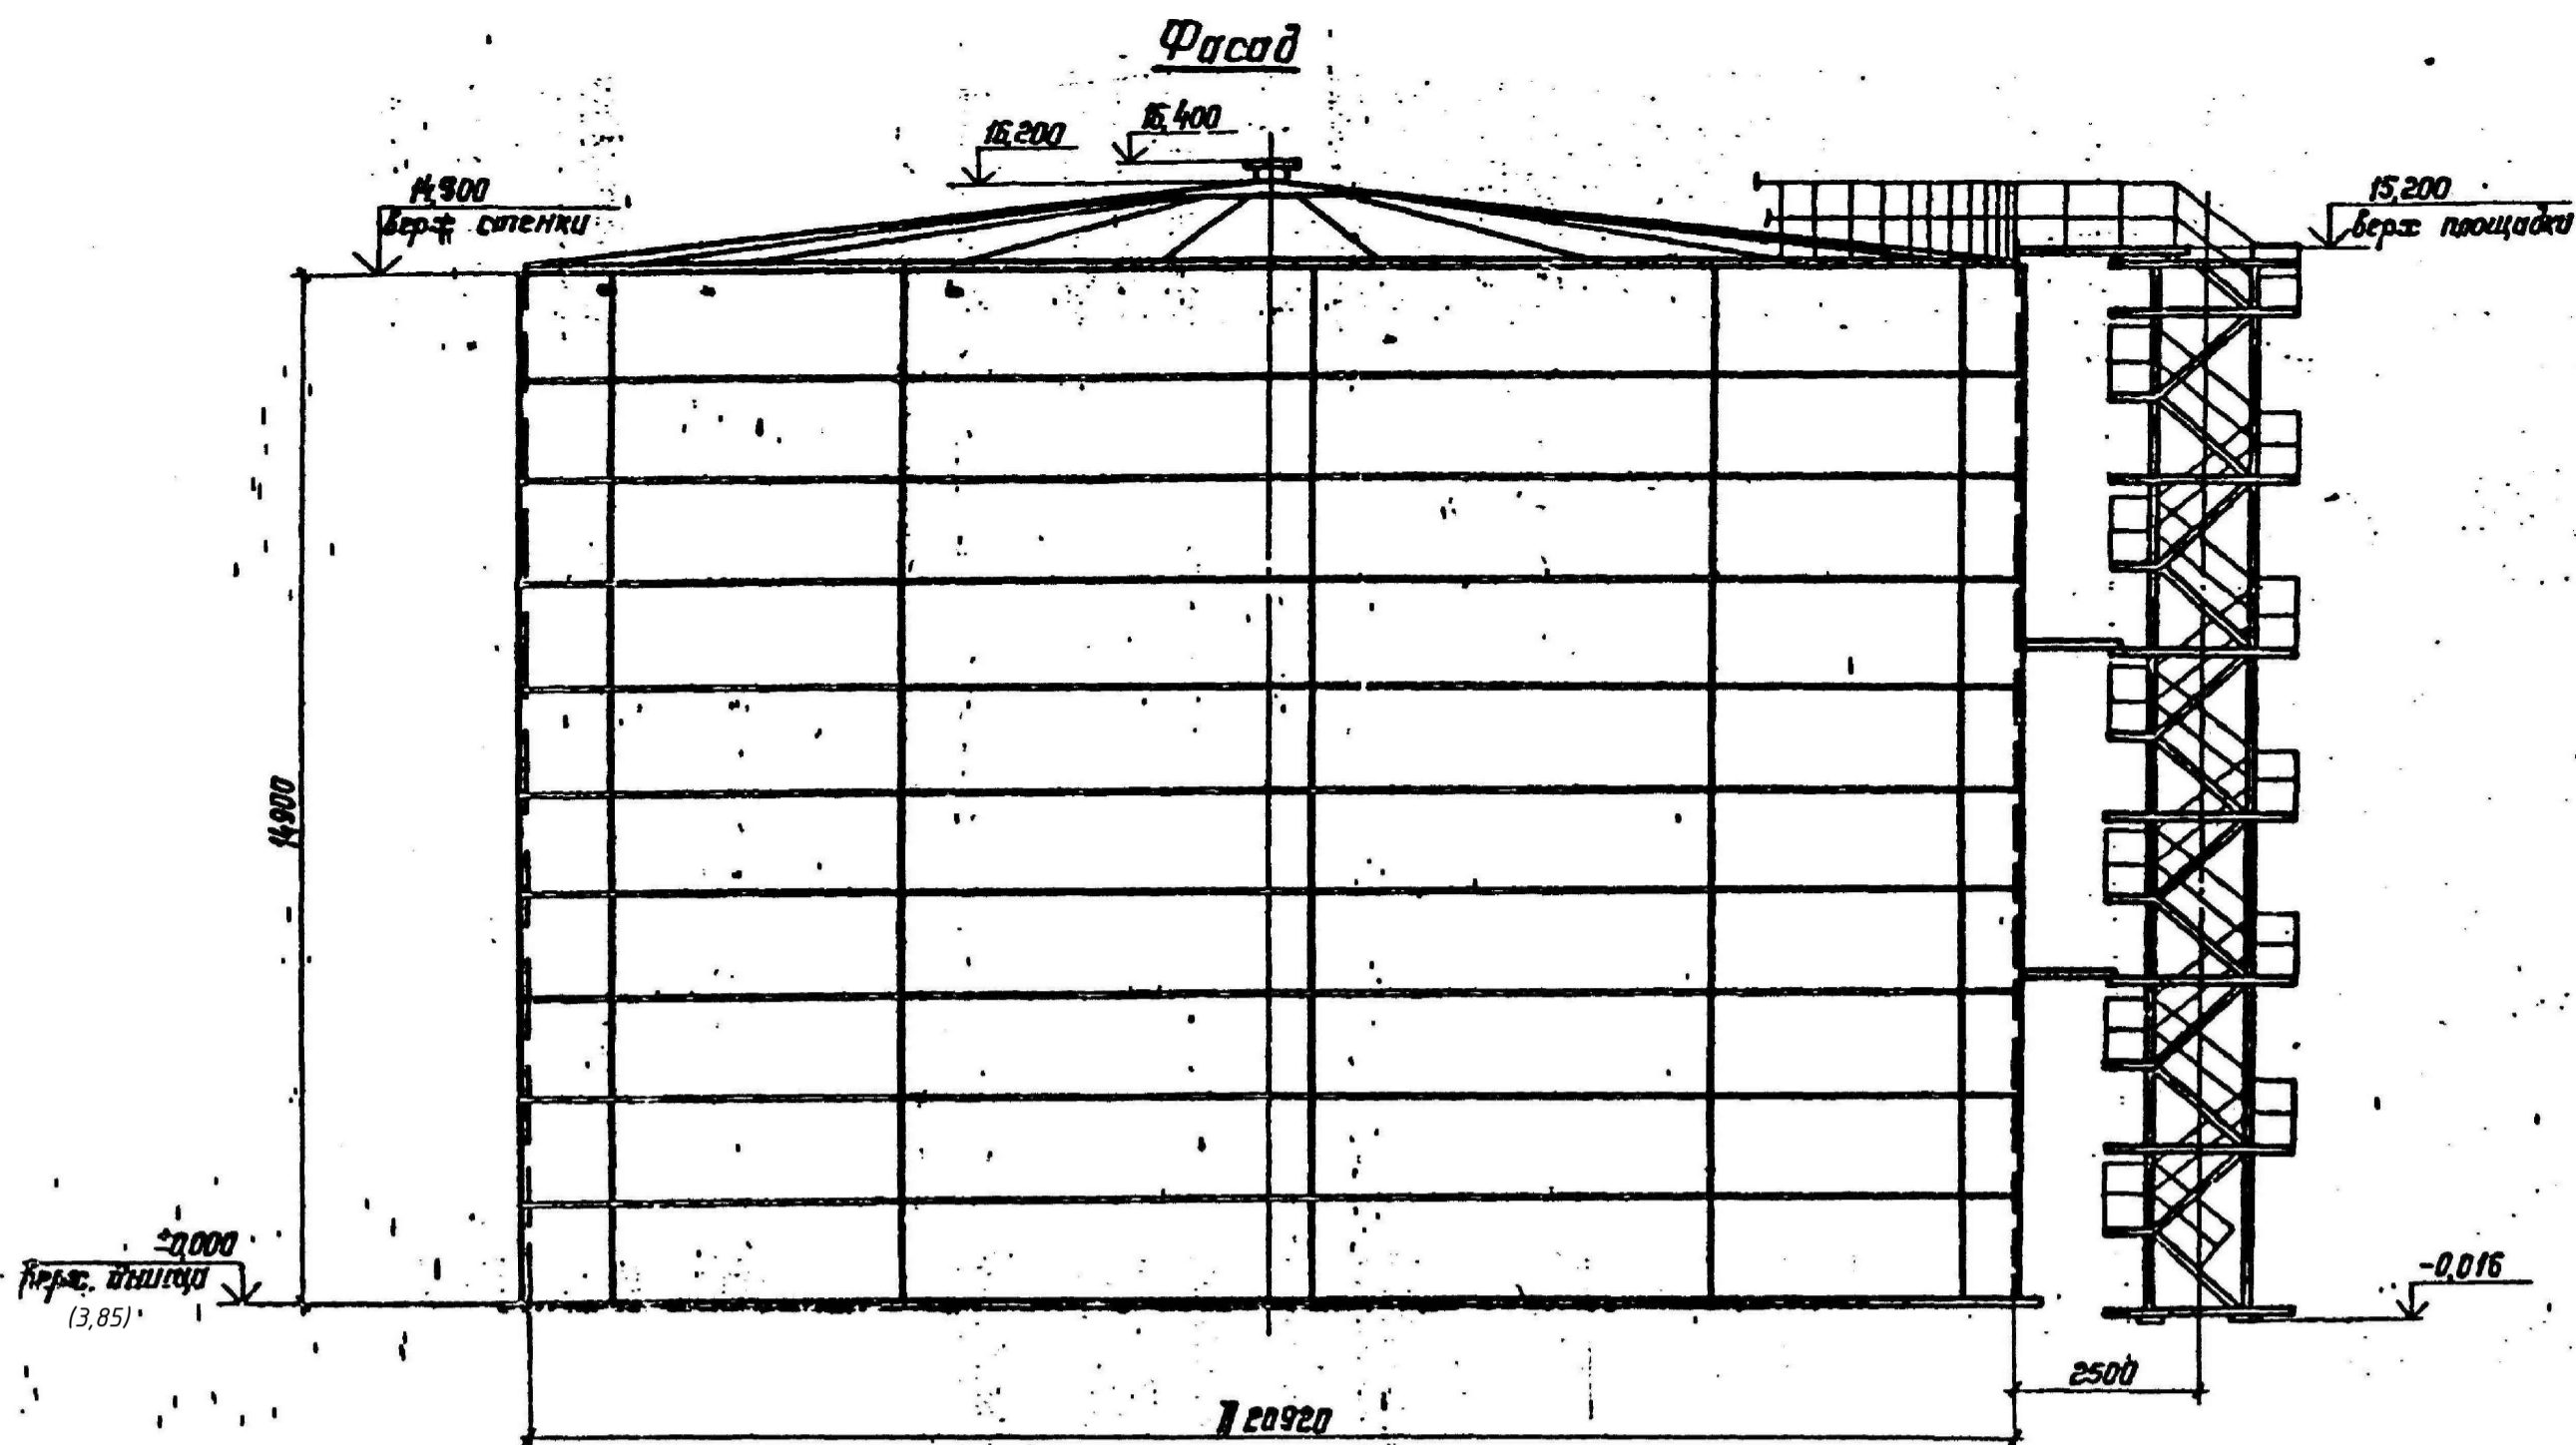 Фасад
16,200
16,400
14,900
верх стенки
15,200
верх площадки
14900
±0,000
верх. днища
(3,85)
-0,016
2500
20920